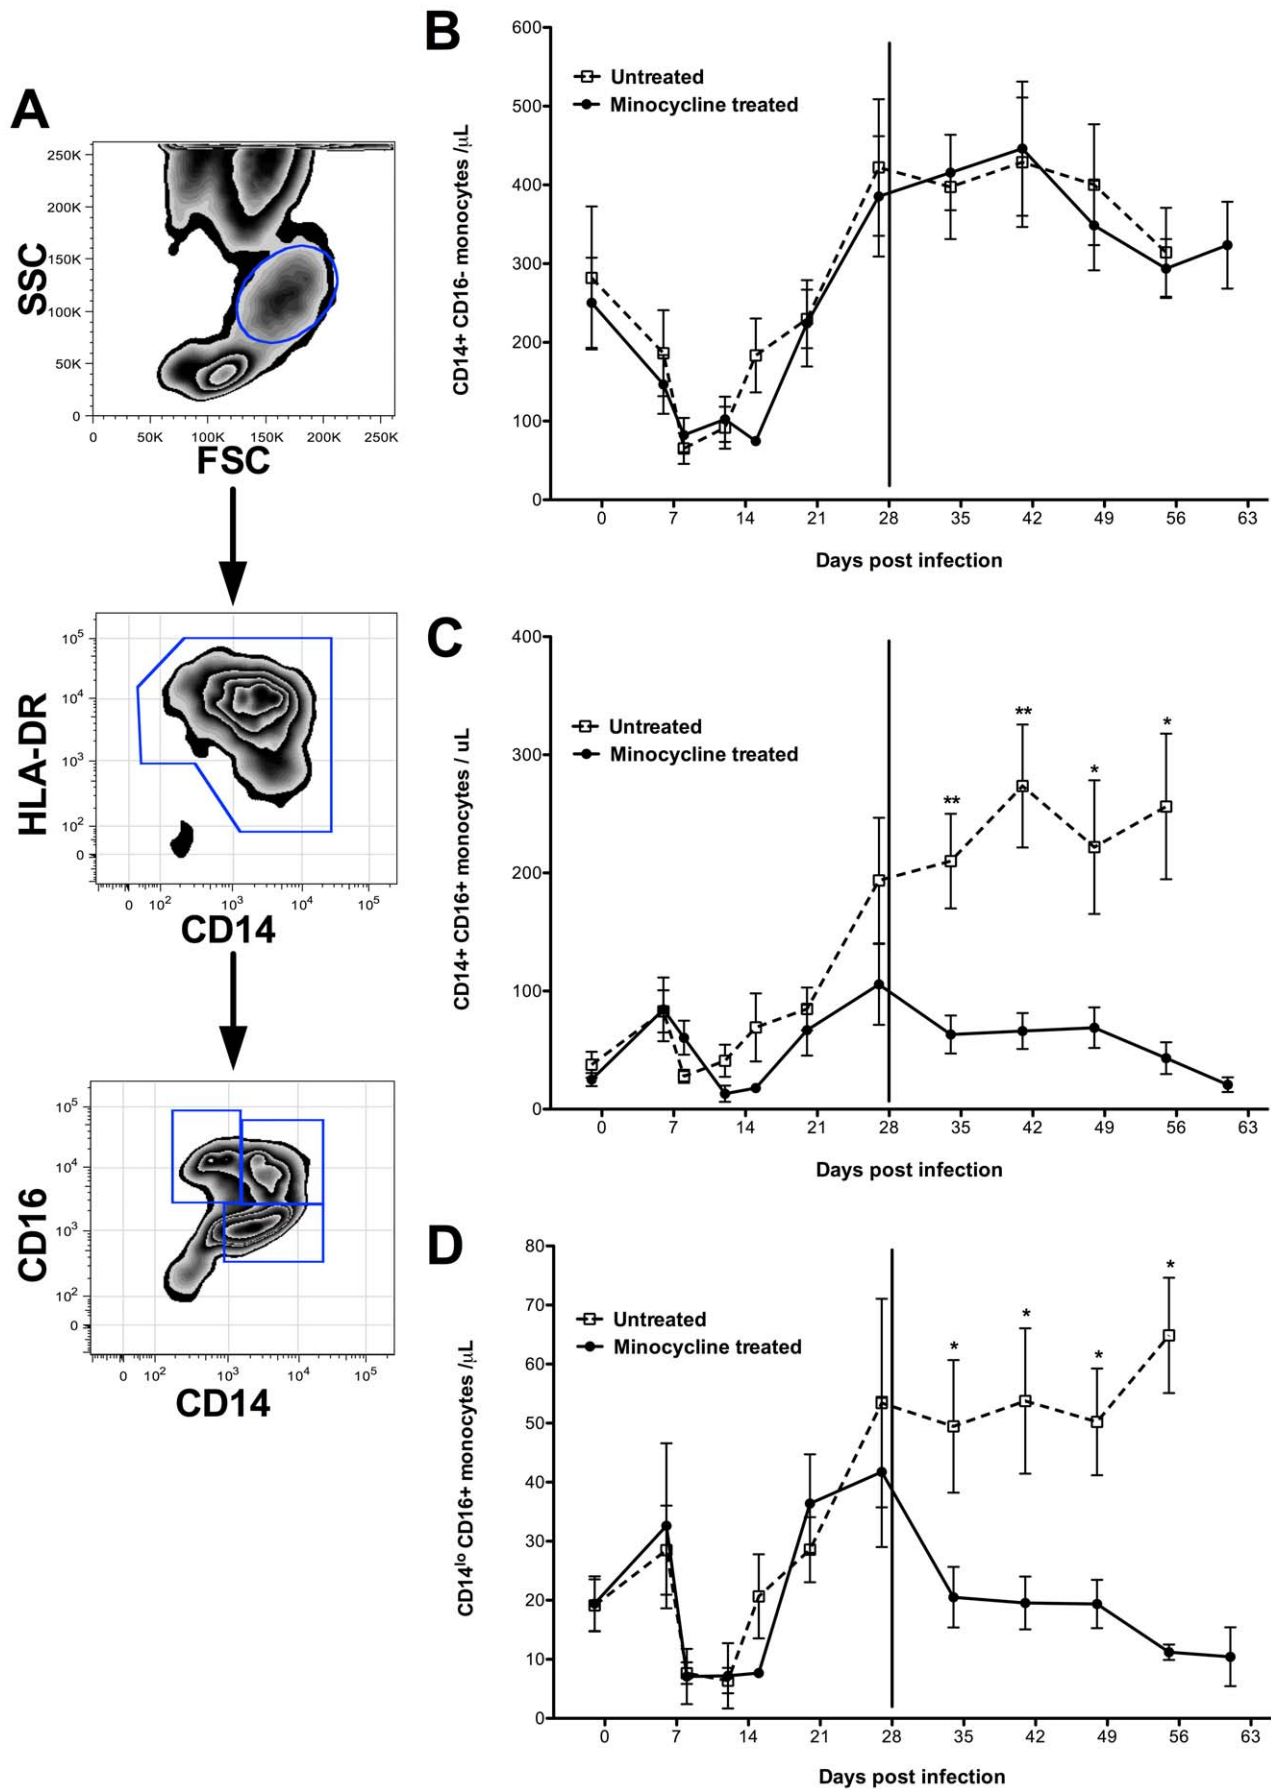 A
250K
200K
150K
100K
50K
0
SSC
0 50K 100K 150K 200K 250K
FSC
10⁵
10⁴
10³
10²
0
HLA-DR
0 10² 10³ 10⁴ 10⁵
CD14
10⁵
10⁴
10³
10²
0
CD16
0 10² 10³ 10⁴ 10⁵
CD14
B
600
500
400
300
200
100
0
CD14+ CD16- monocytes /µL
Untreated
Minocycline treated
0 7 14 21 28 35 42 49 56 63
Days post infection
C
400
300
200
100
0
CD14+ CD16+ monocytes / uL
Untreated
Minocycline treated
** ** * *
0 7 14 21 28 35 42 49 56 63
Days post infection
D
80
70
60
50
40
30
20
10
0
CD14ˡᵒ CD16+ monocytes /µL
Untreated
Minocycline treated
* * * *
0 7 14 21 28 35 42 49 56 63
Days post infection